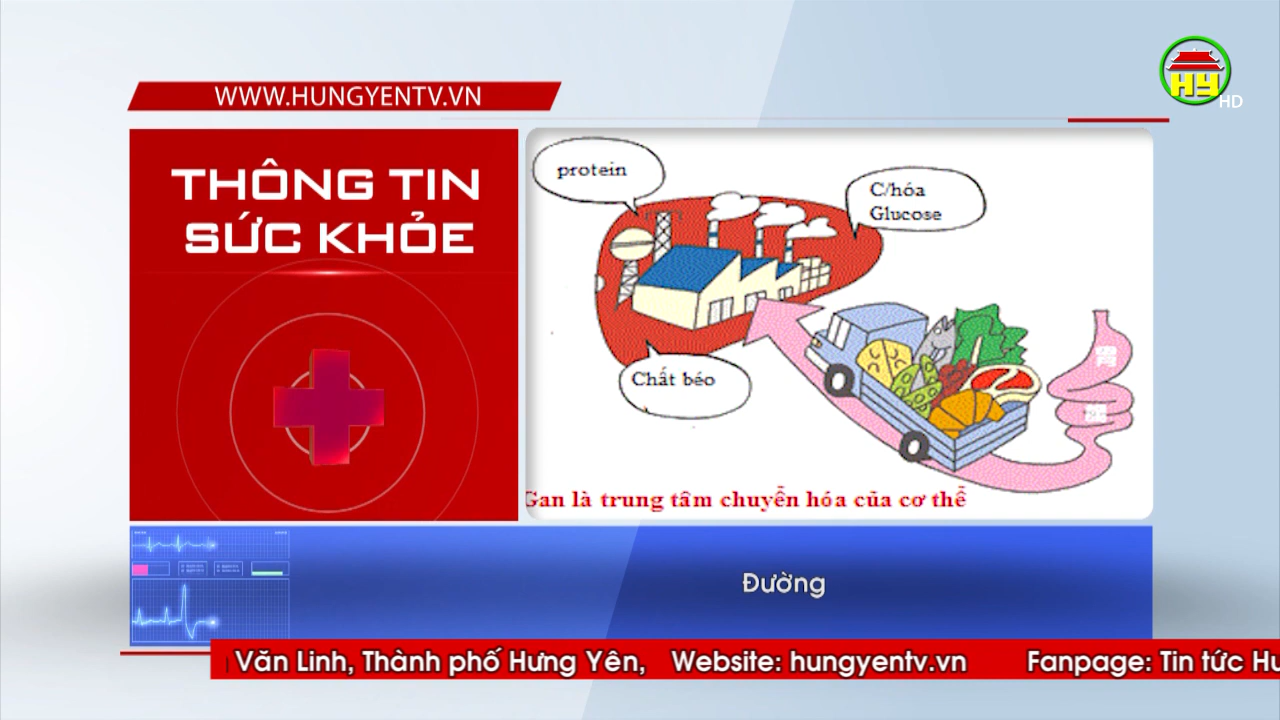 WWW.HUNGYENTV.VN
HY
HD
THÔNG TIN
SỨC KHỎE
protein
C/hóa
Glucose
Chất béo
Gan là trung tâm chuyển hóa của cơ thể
Đường
Văn Linh, Thành phố Hưng Yên, Website: hungyentv.vn Fanpage: Tin tức